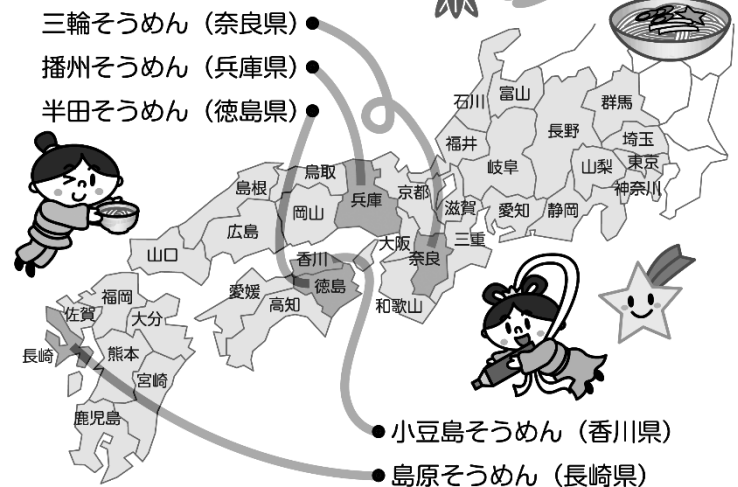 三輪そうめん（奈良県）
播州そうめん（兵庫県）
半田そうめん（徳島県）
石川
富山
群馬
福井
長野
埼玉
岐阜
山梨
東京
神奈川
鳥取
島根
兵庫
京都
滋賀
愛知
静岡
岡山
広島
大阪
三重
山口
香川
奈良
徳島
愛媛
高知
和歌山
福岡
佐賀
大分
長崎
熊本
宮崎
鹿児島
小豆島そうめん（香川県）
島原そうめん（長崎県）